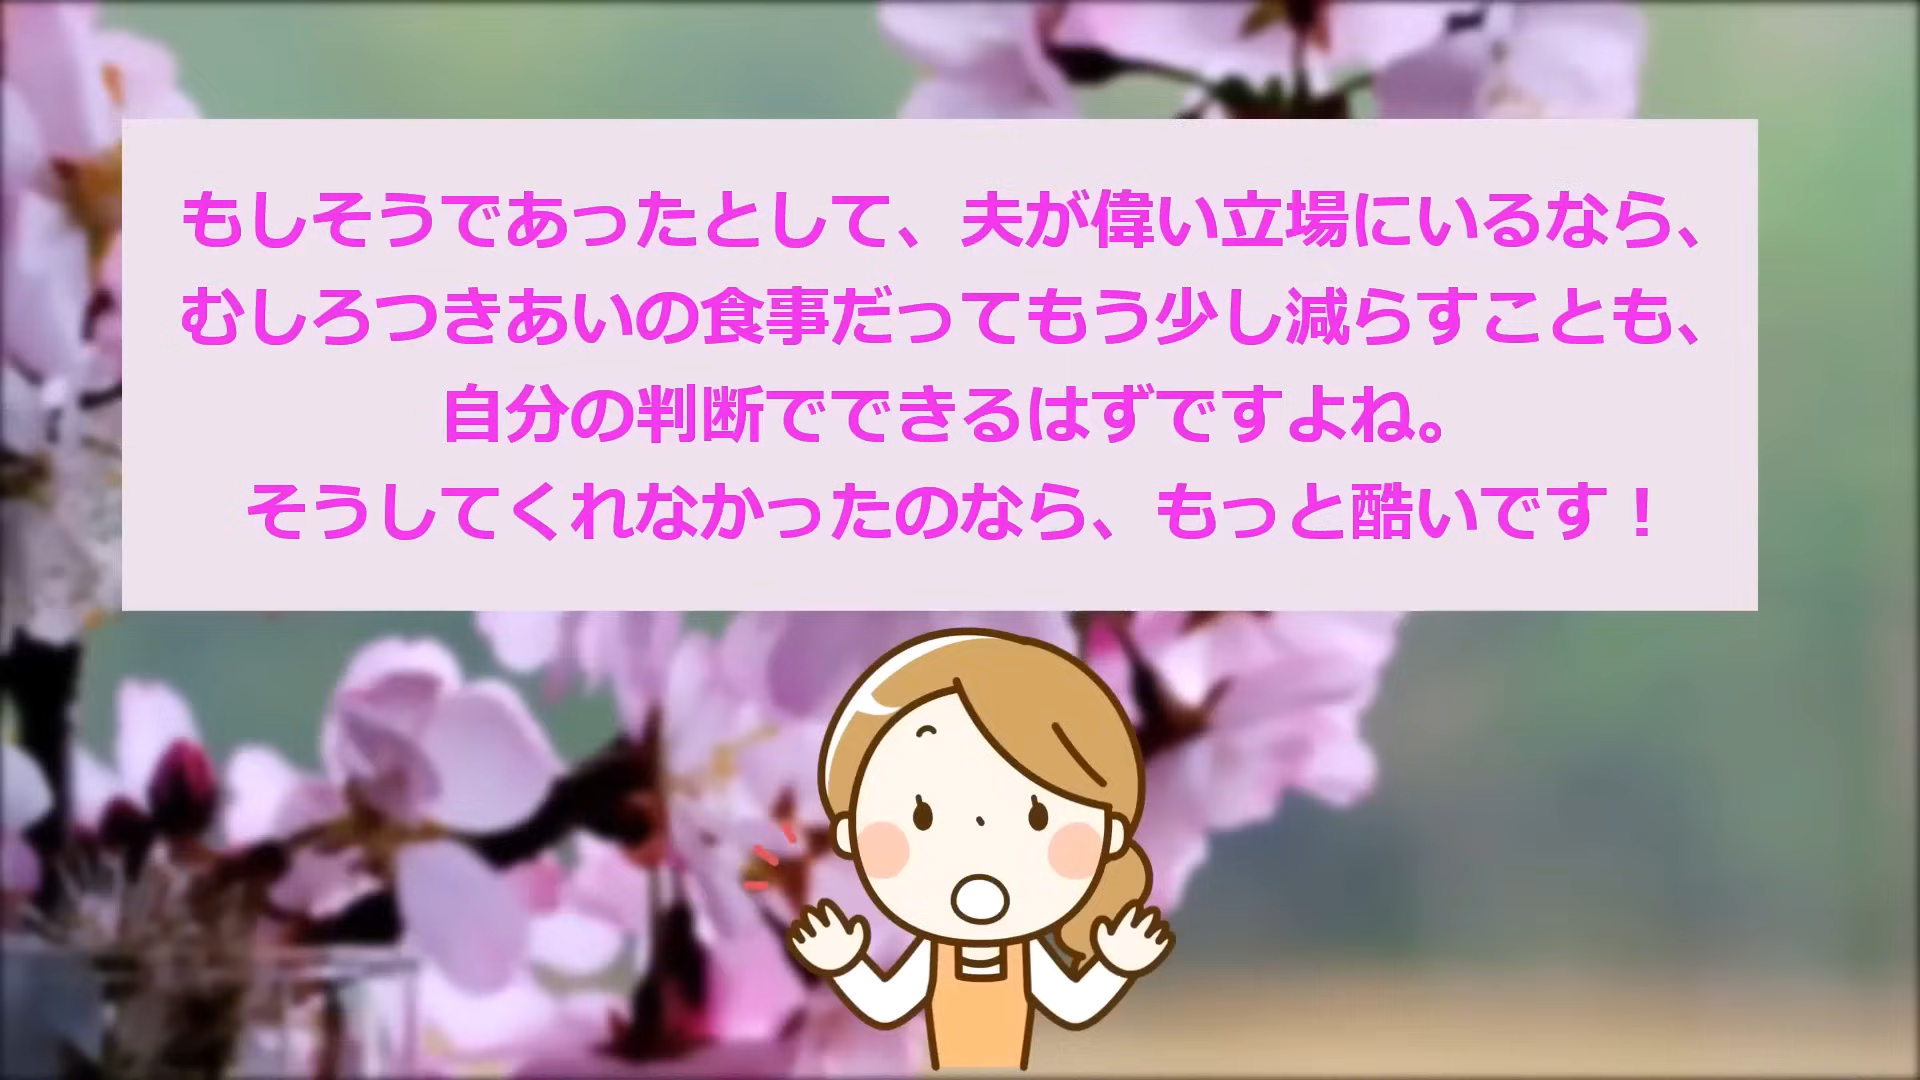 もしそうであったとして、夫が偉い立場にいるなら、
むしろつきあいの食事だってもう少し減らすことも、
自分の判断でできるはずですよね。
そうしてくれなかったのなら、もっと酷いです！